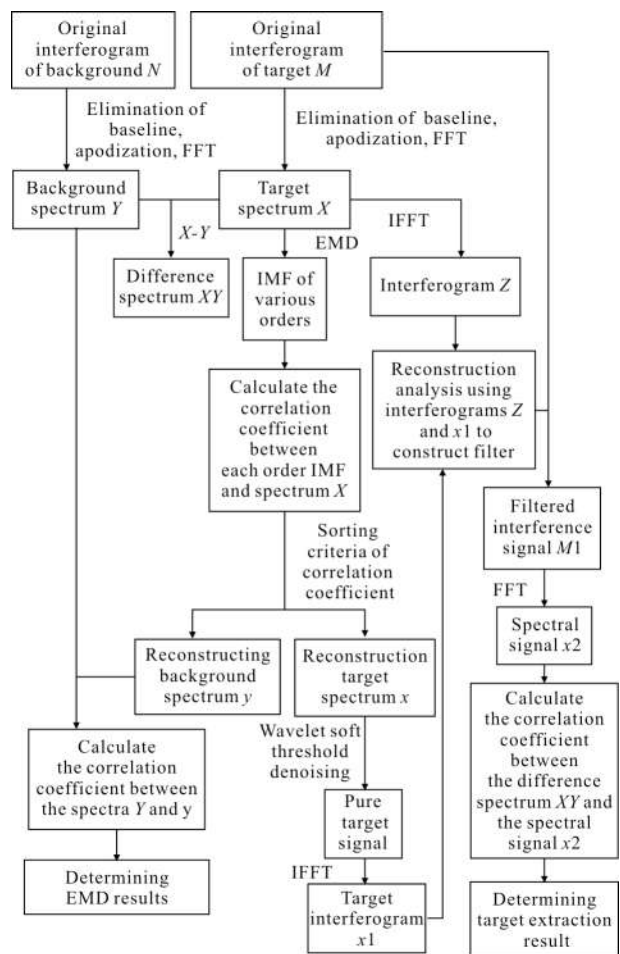 Original
interferogram
of background N
Original
interferogram
of target M
Elimination of
baseline,
apodization, FFT
Elimination of baseline,
apodization, FFT
Background
spectrum Y
Target
spectrum X
X-Y
EMD
IFFT
Difference
spectrum XY
IMF of
various
orders
Interferogram Z
Calculate the
correlation
coefficient
between
each order IMF
and spectrum X
Reconstruction
analysis using
interferograms Z
and x1 to
construct filter
Sorting
criteria of
correlation
coefficient
Filtered
interference
signal M1
FFT
Reconstructing
background
spectrum y
Reconstruction
target
spectrum x
Spectral
signal x2
Wavelet soft
threshold
denoising
Calculate
the correlation
coefficient between
the spectra Y and y
Calculate
the correlation
coefficient
between
the difference
spectrum XY and
the spectral
signal x2
Pure
target
signal
IFFT
Determining
EMD results
Target
interferogram
x1
Determining
target extraction
result